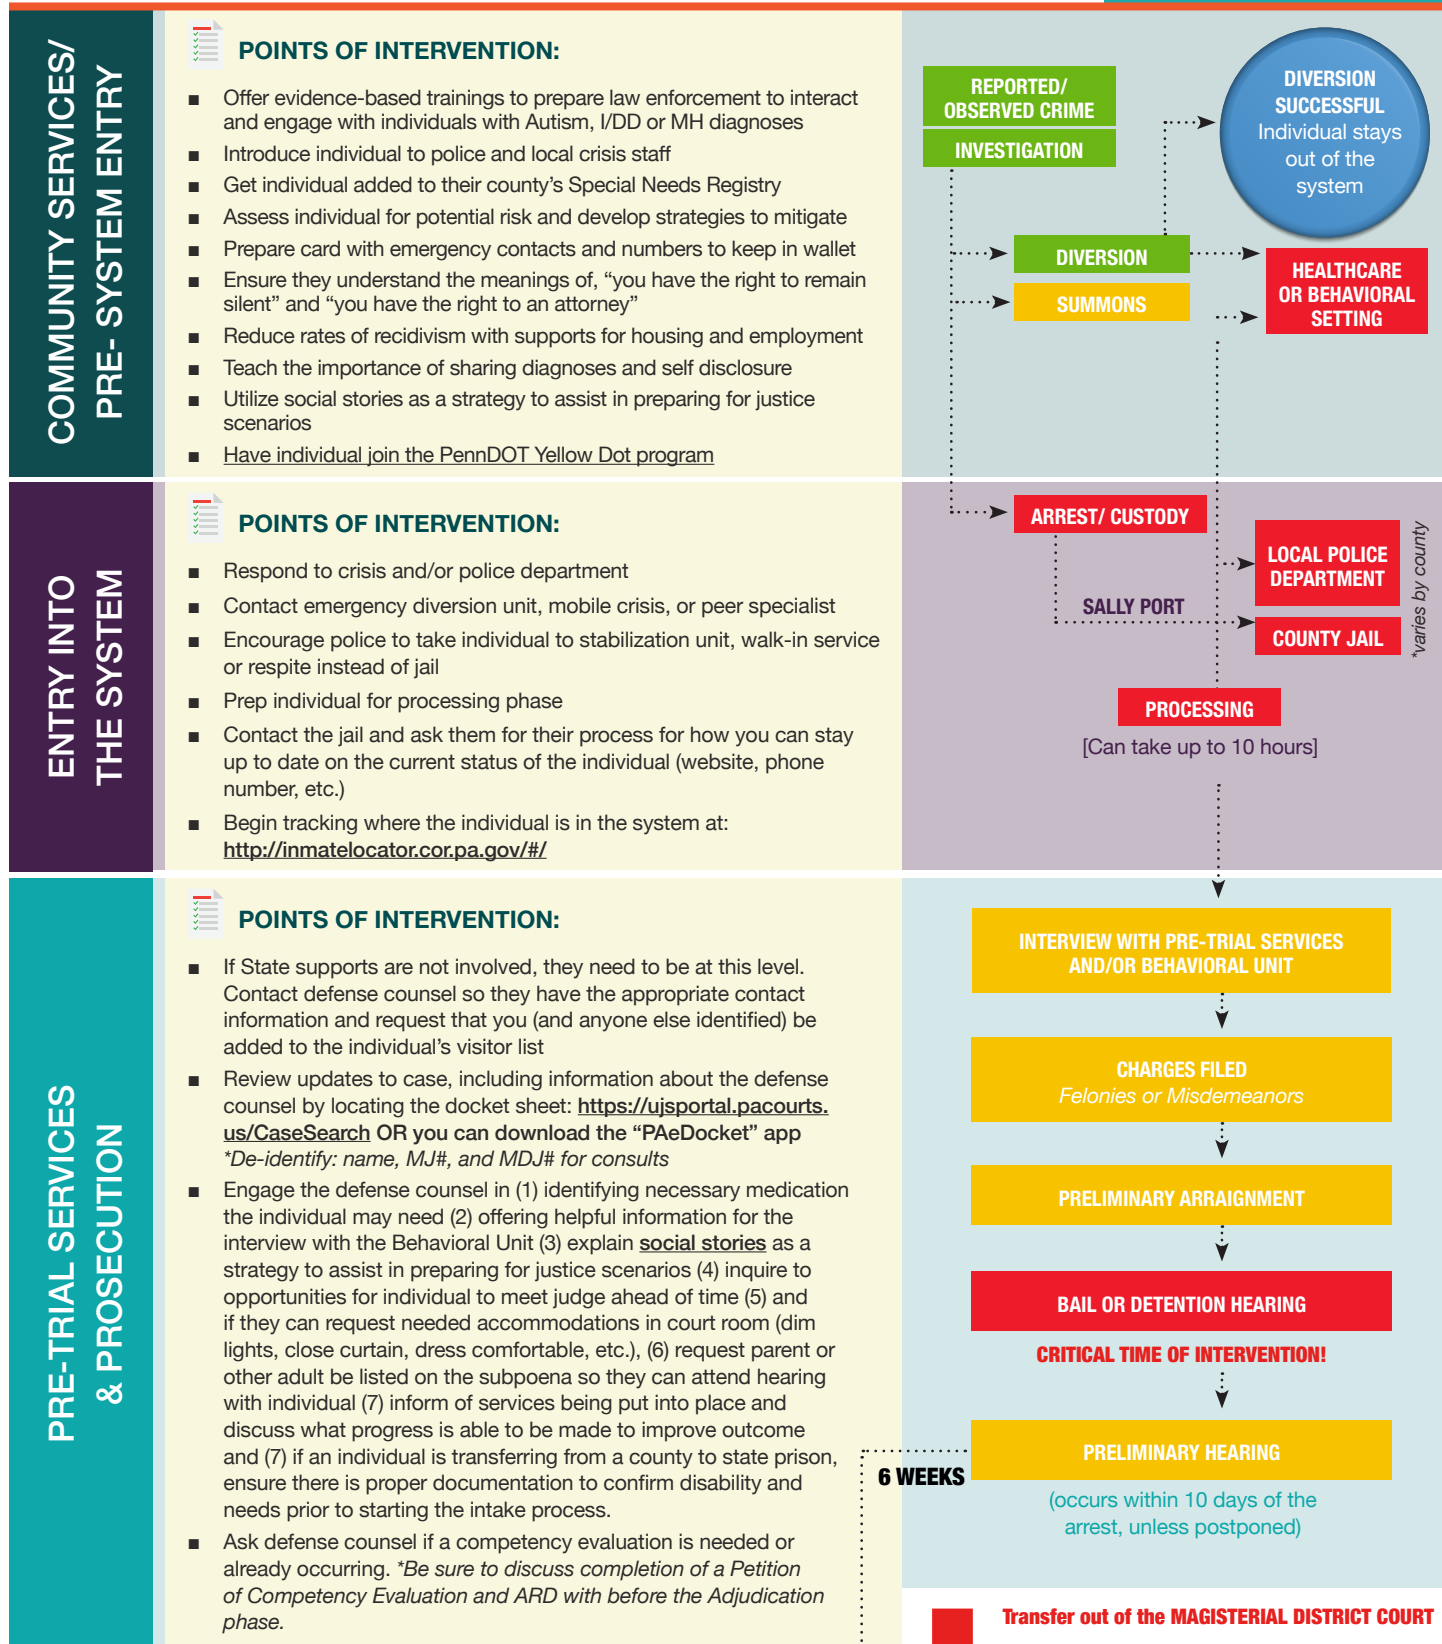 COMMUNITY SERVICES/
PRE- SYSTEM ENTRY
POINTS OF INTERVENTION:
■ Offer evidence-based trainings to prepare law enforcement to interact
and engage with individuals with Autism, I/DD or MH diagnoses
■ Introduce individual to police and local crisis staff
■ Get individual added to their county’s Special Needs Registry
■ Assess individual for potential risk and develop strategies to mitigate
■ Prepare card with emergency contacts and numbers to keep in wallet
■ Ensure they understand the meanings of, “you have the right to remain
silent” and “you have the right to an attorney”
■ Reduce rates of recidivism with supports for housing and employment
■ Teach the importance of sharing diagnoses and self disclosure
■ Utilize social stories as a strategy to assist in preparing for justice
scenarios
■ Have individual join the PennDOT Yellow Dot program
REPORTED/
OBSERVED CRIME
INVESTIGATION
DIVERSION
SUCCESSFUL
Individual stays
out of the
system
DIVERSION
SUMMONS
HEALTHCARE
OR BEHAVIORAL
SETTING
ENTRY INTO
THE SYSTEM
POINTS OF INTERVENTION:
■ Respond to crisis and/or police department
■ Contact emergency diversion unit, mobile crisis, or peer specialist
■ Encourage police to take individual to stabilization unit, walk-in service
or respite instead of jail
■ Prep individual for processing phase
■ Contact the jail and ask them for their process for how you can stay
up to date on the current status of the individual (website, phone
number, etc.)
■ Begin tracking where the individual is in the system at:
http://inmatelocator.cor.pa.gov/#/
ARREST/ CUSTODY
LOCAL POLICE
DEPARTMENT
SALLY PORT
COUNTY JAIL
*varies by county
PROCESSING
[Can take up to 10 hours]
PRE-TRIAL SERVICES
& PROSECUTION
POINTS OF INTERVENTION:
■ If State supports are not involved, they need to be at this level.
Contact defense counsel so they have the appropriate contact
information and request that you (and anyone else identified) be
added to the individual’s visitor list
■ Review updates to case, including information about the defense
counsel by locating the docket sheet: https://ujsportal.pacourts.
us/CaseSearch OR you can download the “PAeDocket” app
*De-identify: name, MJ#, and MDJ# for consults
■ Engage the defense counsel in (1) identifying necessary medication
the individual may need (2) offering helpful information for the
interview with the Behavioral Unit (3) explain social stories as a
strategy to assist in preparing for justice scenarios (4) inquire to
opportunities for individual to meet judge ahead of time (5) and
if they can request needed accommodations in court room (dim
lights, close curtain, dress comfortable, etc.), (6) request parent or
other adult be listed on the subpoena so they can attend hearing
with individual (7) inform of services being put into place and
discuss what progress is able to be made to improve outcome
and (7) if an individual is transferring from a county to state prison,
ensure there is proper documentation to confirm disability and
needs prior to starting the intake process.
■ Ask defense counsel if a competency evaluation is needed or
already occurring. *Be sure to discuss completion of a Petition
of Competency Evaluation and ARD with before the Adjudication
phase.
INTERVIEW WITH PRE-TRIAL SERVICES
AND/OR BEHAVIORAL UNIT
CHARGES FILED
Felonies or Misdemeanors
PRELIMINARY ARRAIGNMENT
BAIL OR DETENTION HEARING
CRITICAL TIME OF INTERVENTION!
PRELIMINARY HEARING
6 WEEKS
(occurs within 10 days of the
arrest, unless postponed)
Transfer out of the MAGISTERIAL DISTRICT COURT